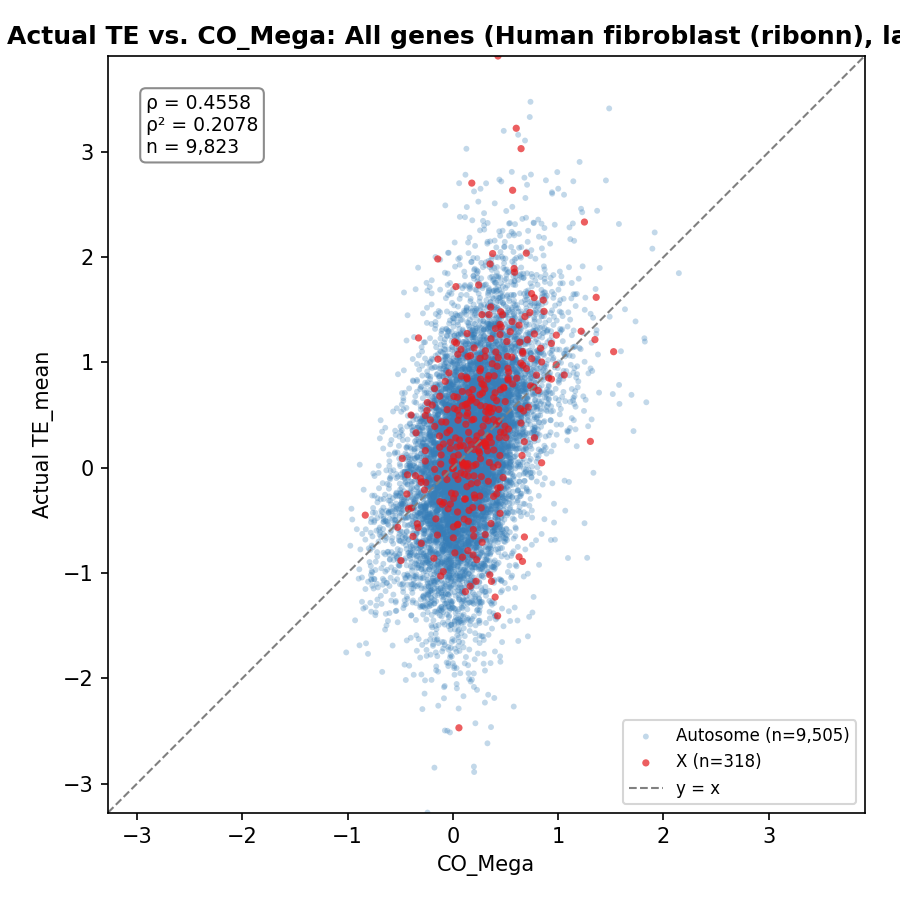 Actual TE vs. CO_Mega: All genes (Human fibroblast (ribonn), la
ρ = 0.4558
ρ² = 0.2078
n = 9,823
3
2
1
0
−1
−2
−3
Actual TE_mean
Autosome (n=9,505)
X (n=318)
y = x
−3
−2
−1
0
1
2
3
CO_Mega